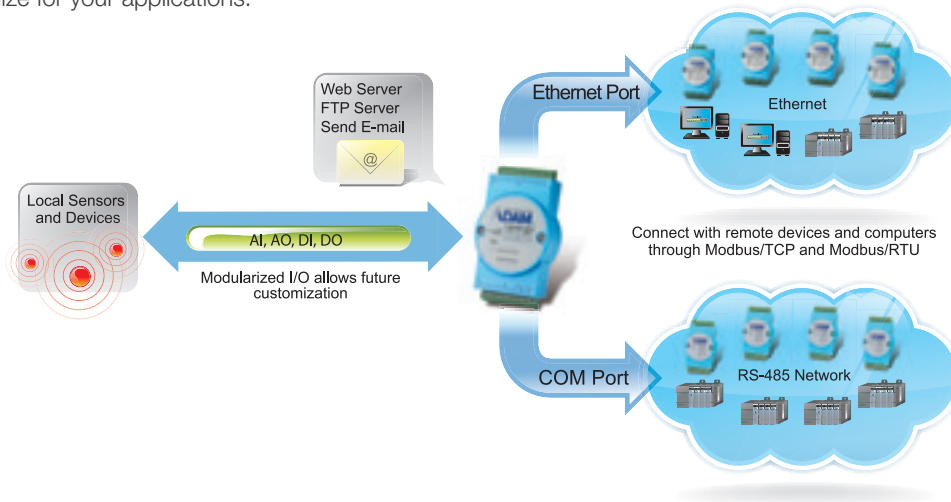 ize for your applications.
Web Server
FTP Server
Send E-mail
@
Ethernet Port
Ethernet
Local Sensors
and Devices
AI, AO, DI, DO
Modularized I/O allows future
customization
ADAM
Connect with remote devices and computers
through Modbus/TCP and Modbus/RTU
COM Port
RS-485 Network